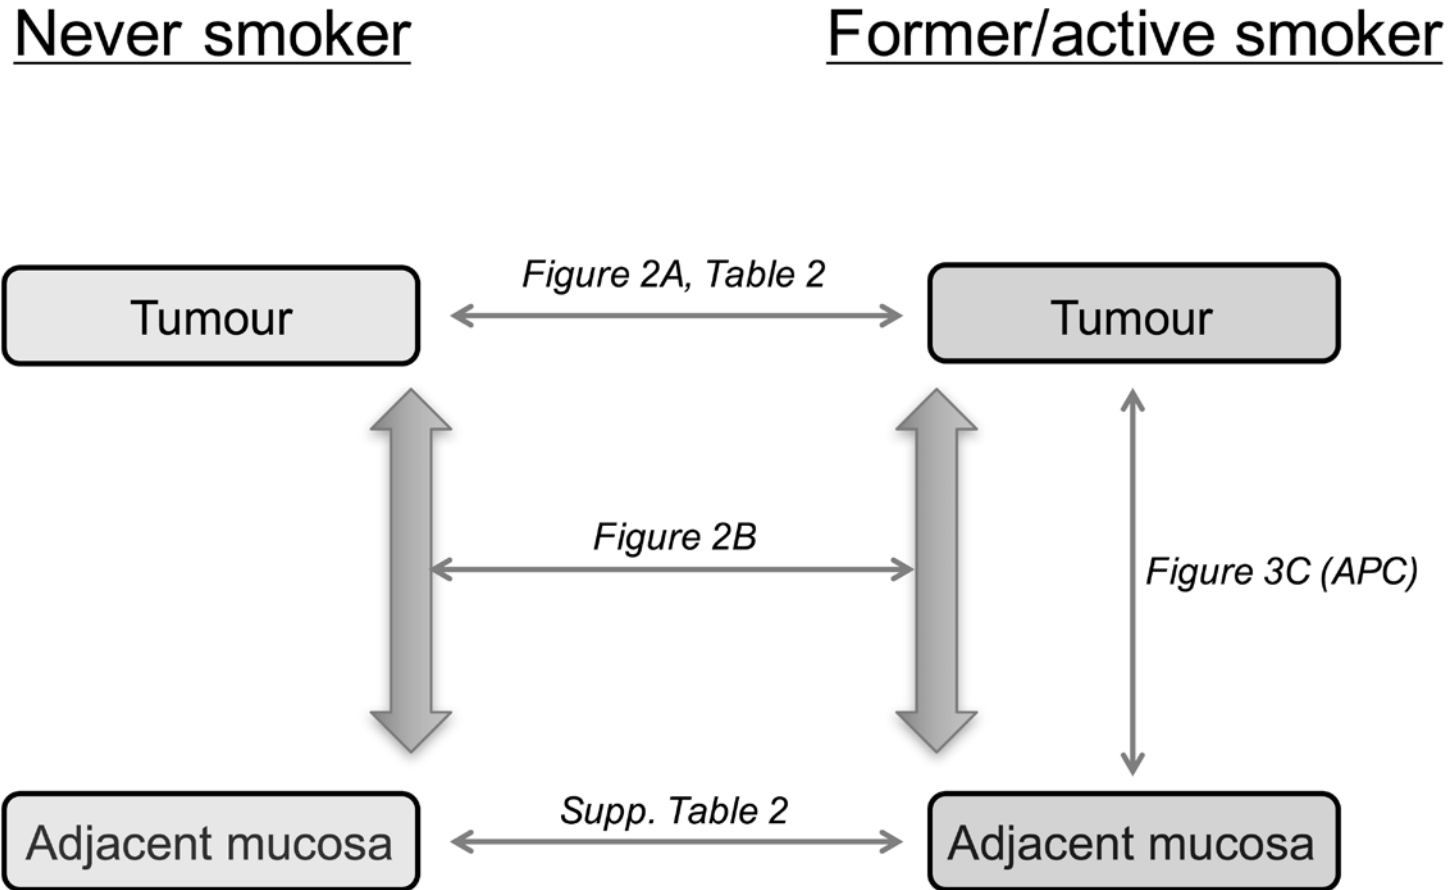 Never smoker
Former/active smoker
Figure 2A, Table 2
Tumour
Tumour
Figure 2B
Figure 3C (APC)
Supp. Table 2
Adjacent mucosa
Adjacent mucosa